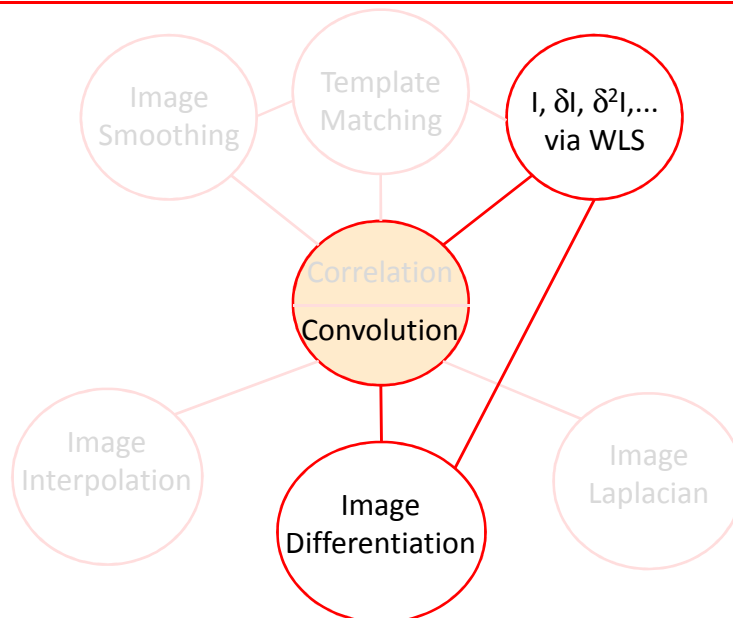 Image
Smoothing
Template
Matching
I, δI, δ²I,...
via WLS
Correlation
Convolution
Image
Interpolation
Image
Differentiation
Image
Laplacian